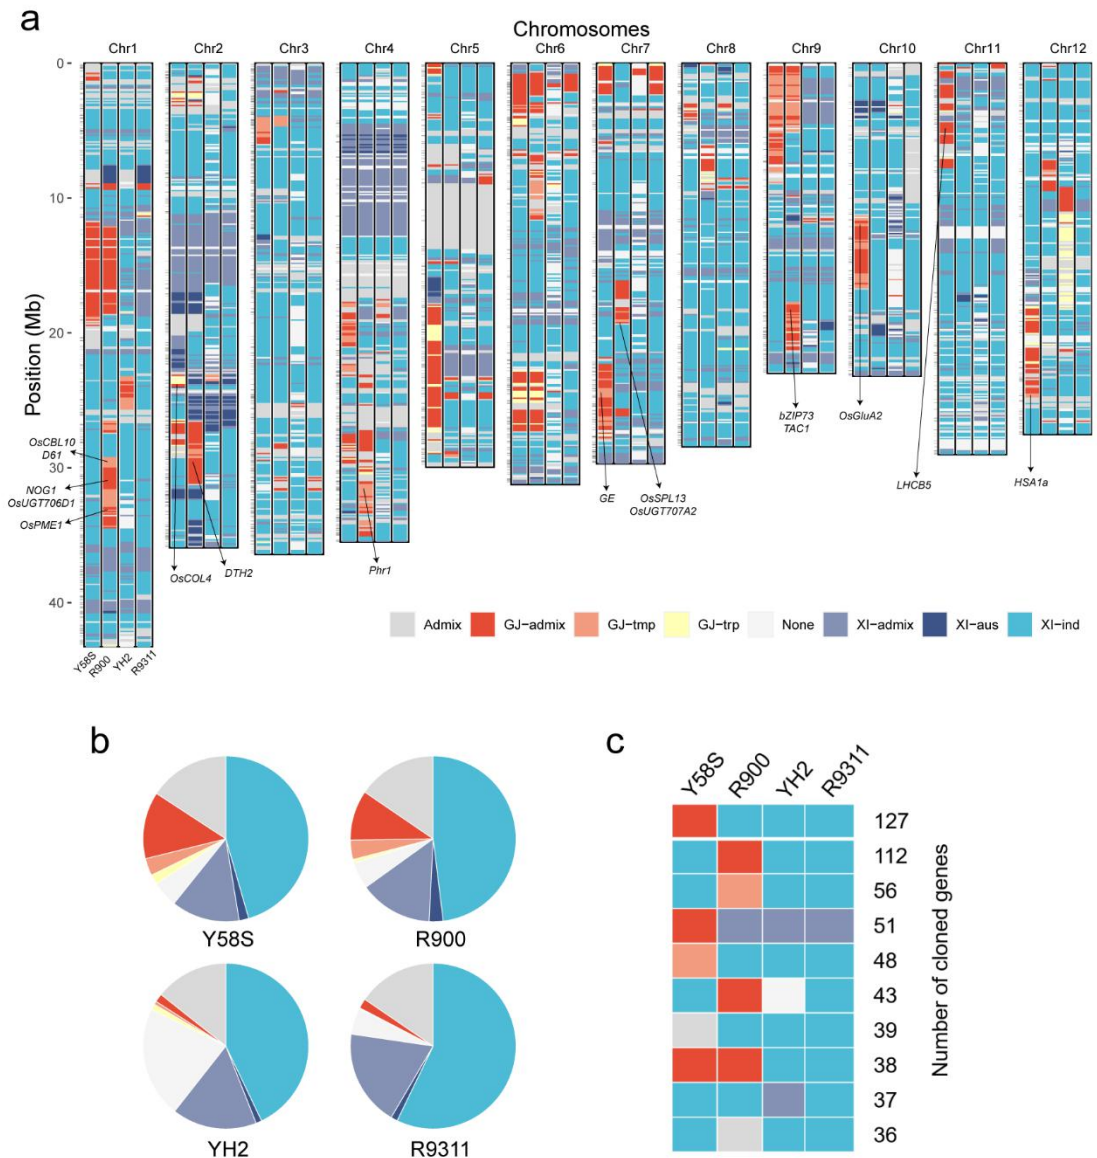 a
Chromosomes
Chr1 Chr2 Chr3 Chr4 Chr5 Chr6 Chr7 Chr8 Chr9 Chr10 Chr11 Chr12
Position (Mb)
0
10
20
30
40
OsCBL10
D61
NOG1
OsUGT706D1
OsPME1
OsCOL4
DTH2
Phr1
GE
OsSPL13
OsUGT707A2
bZIP73
TAC1
OsGluA2
LHCB5
HSA1a
Y58S R900 YH2 R9311
Admix GJ-admix GJ-tmp GJ-trp None XI-admix XI-aus XI-ind
b
Y58S R900
YH2 R9311
c
Y58S R900 YH2 R9311
127
112
56
51
48
43
39
38
37
36
Number of cloned genes